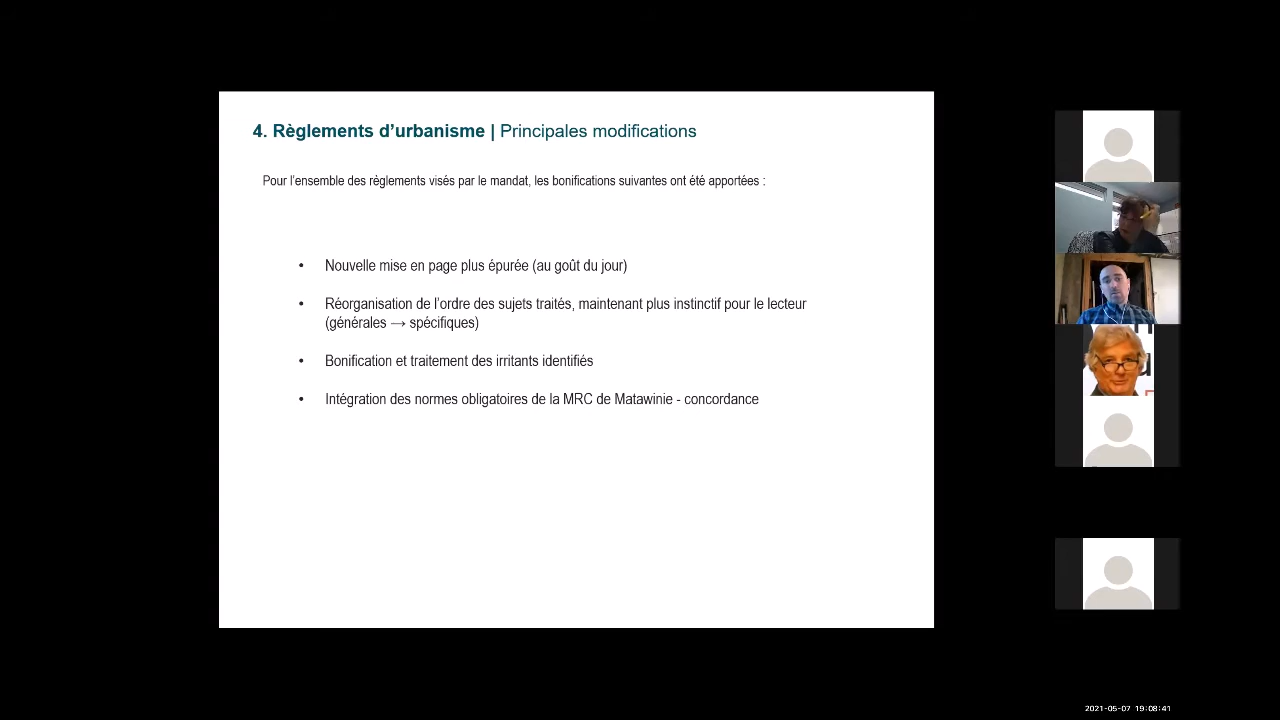 4. Règlements d'urbanisme | Principales modifications
Pour l'ensemble des règlements visés par le mandat, les bonifications suivantes ont été apportées :
• Nouvelle mise en page plus épurée (au goût du jour)
• Réorganisation de l'ordre des sujets traités, maintenant plus instinctif pour le lecteur
(générales → spécifiques)
• Bonification et traitement des irritants identifiés
• Intégration des normes obligatoires de la MRC de Matawinie - concordance
2021-05-07 19:08:41